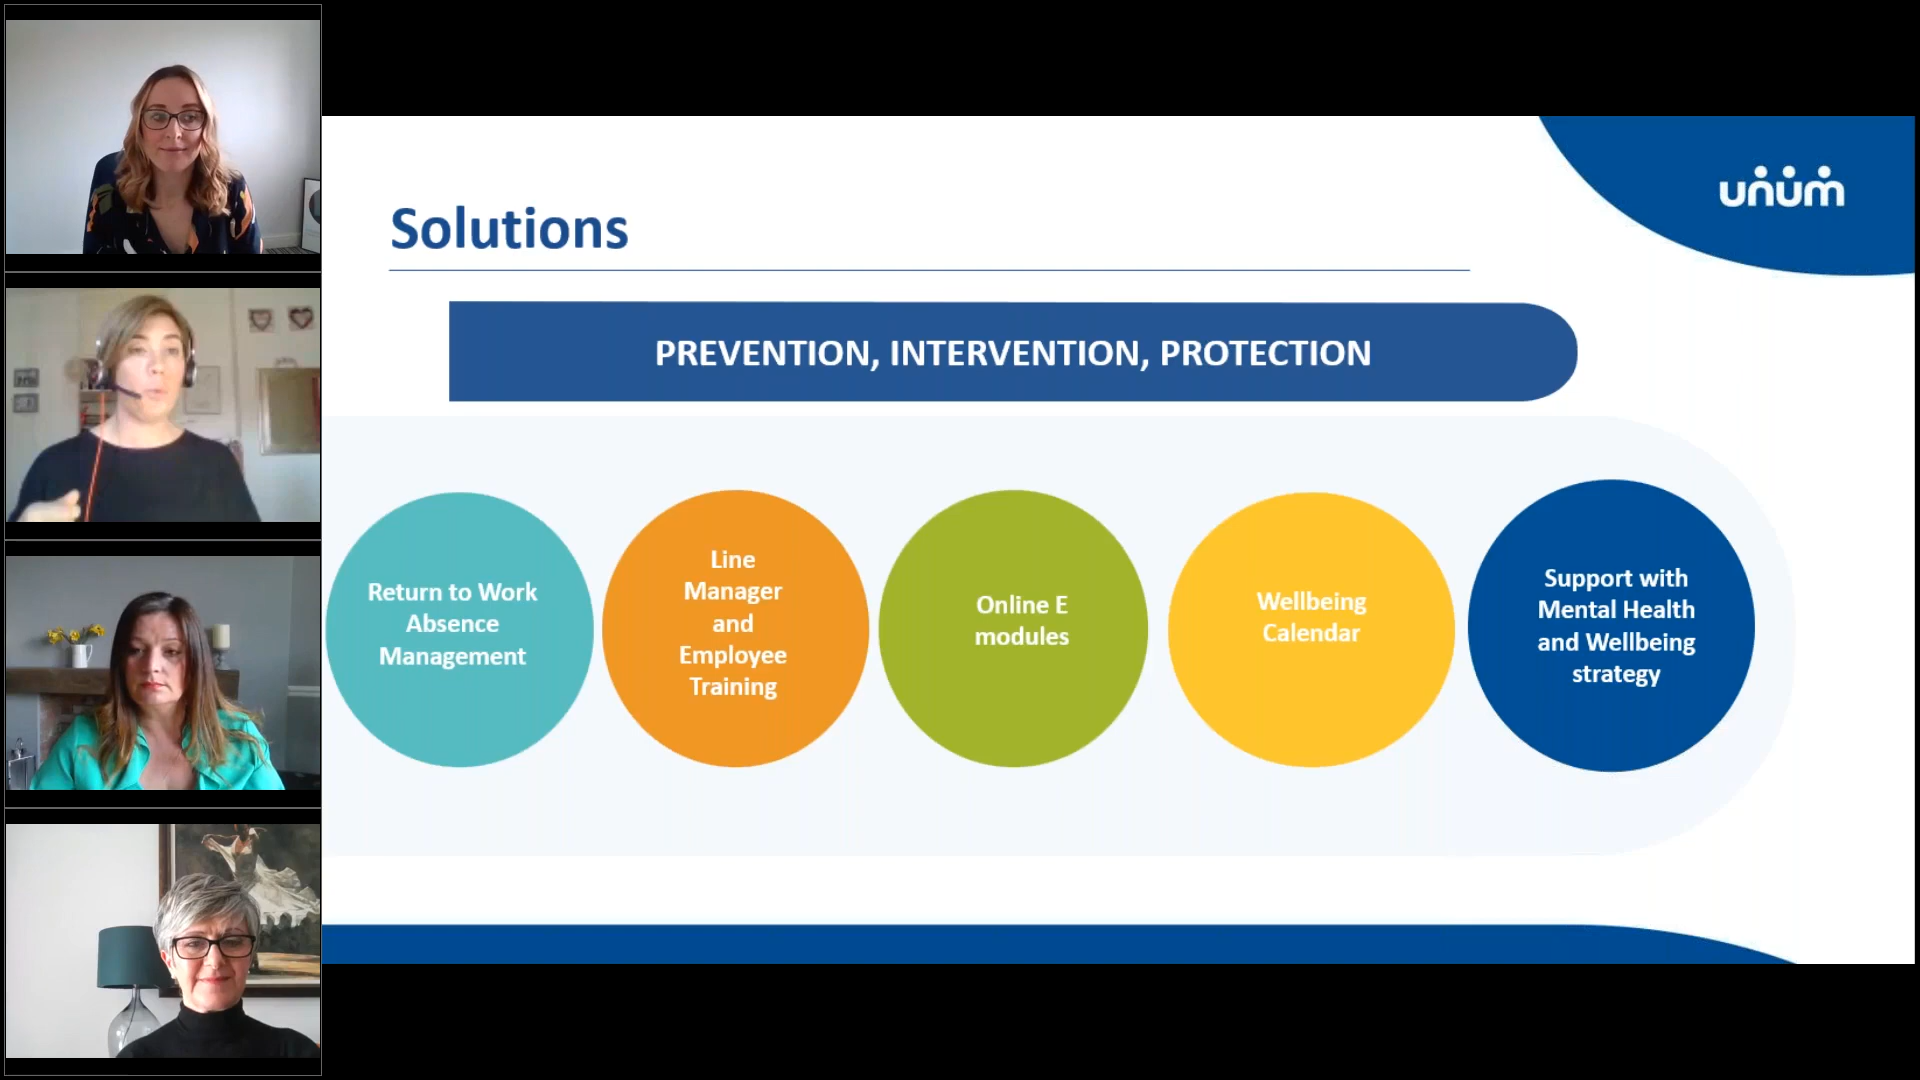 unum
Solutions
PREVENTION, INTERVENTION, PROTECTION
Return to Work
Absence
Management
Line
Manager
and
Employee
Training
Online E
modules
Wellbeing
Calendar
Support with
Mental Health
and Wellbeing
strategy